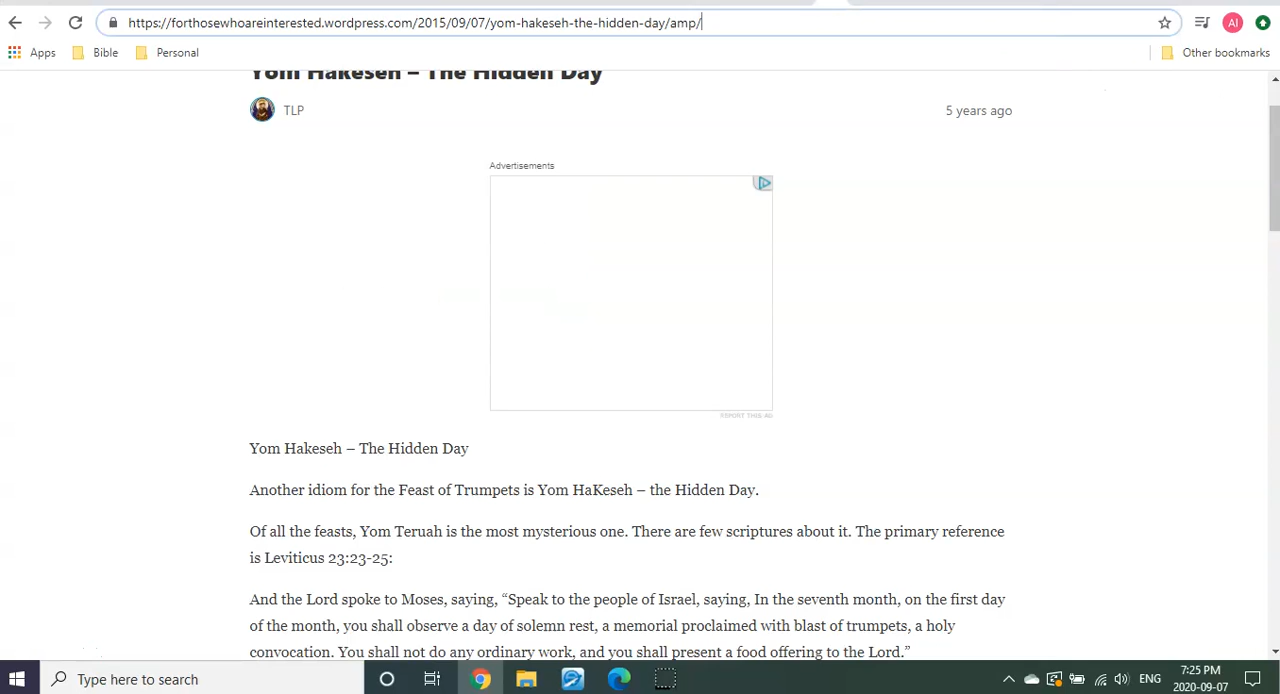 https://forthosewhoareinterested.wordpress.com/2015/09/07/yom-hakeseh-the-hidden-day/amp/
AI
Apps Bible Personal Other bookmarks
Yom Hakeseh – The Hidden Day
TLP 5 years ago
Advertisements
REPORT THIS AD
Yom Hakeseh – The Hidden Day
Another idiom for the Feast of Trumpets is Yom HaKeseh – the Hidden Day.
Of all the feasts, Yom Teruah is the most mysterious one. There are few scriptures about it. The primary reference
is Leviticus 23:23-25:
And the Lord spoke to Moses, saying, “Speak to the people of Israel, saying, In the seventh month, on the first day
of the month, you shall observe a day of solemn rest, a memorial proclaimed with blast of trumpets, a holy
convocation. You shall not do any ordinary work, and you shall present a food offering to the Lord.”
Type here to search
ENG
7:25 PM
2020-09-07